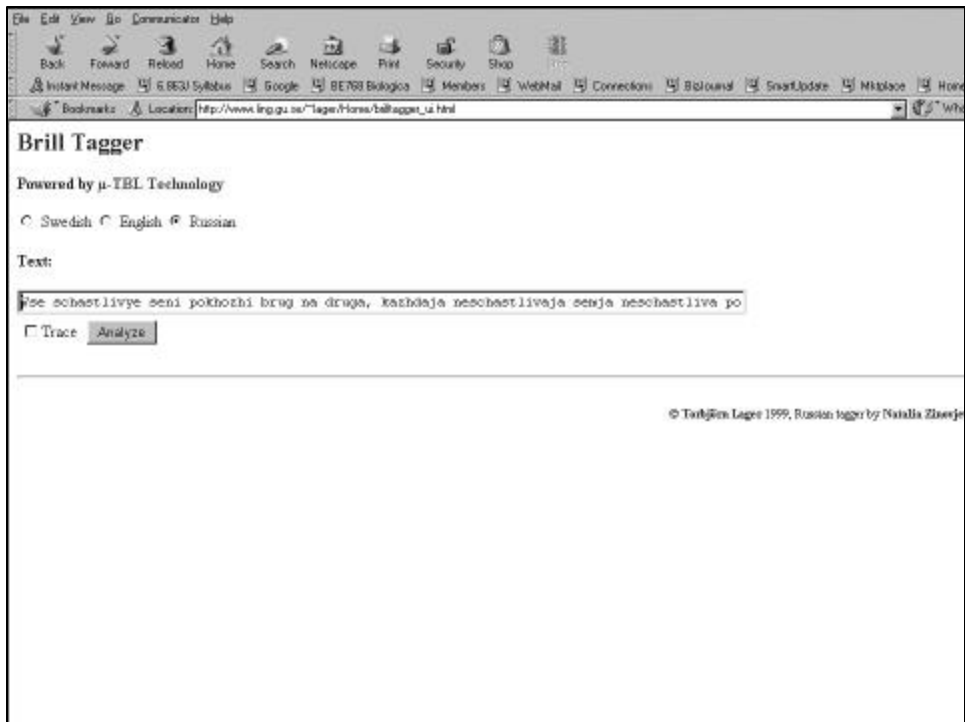 File Edit View Go Communicator Help
Back Forward Reload Home Search Netscape Print Security Shop
Instant Message 6.863J Syllabus Google BE768 Biologica Members WebMail Connections BizJournal SmartUpdate Mktplace Home
Bookmarks Location: http://www.ling.gu.se/~lager/Home/brilltagger_ui.html
Brill Tagger
Powered by µ-TBL Technology
Swedish English Russian
Text:
Vse schastlivye semi pokhozhi brug na druga, kazhdaja neschastlivaja semja neschastliva po
Trace Analyze
© Torbjörn Lager 1999, Russian tagger by Natalia